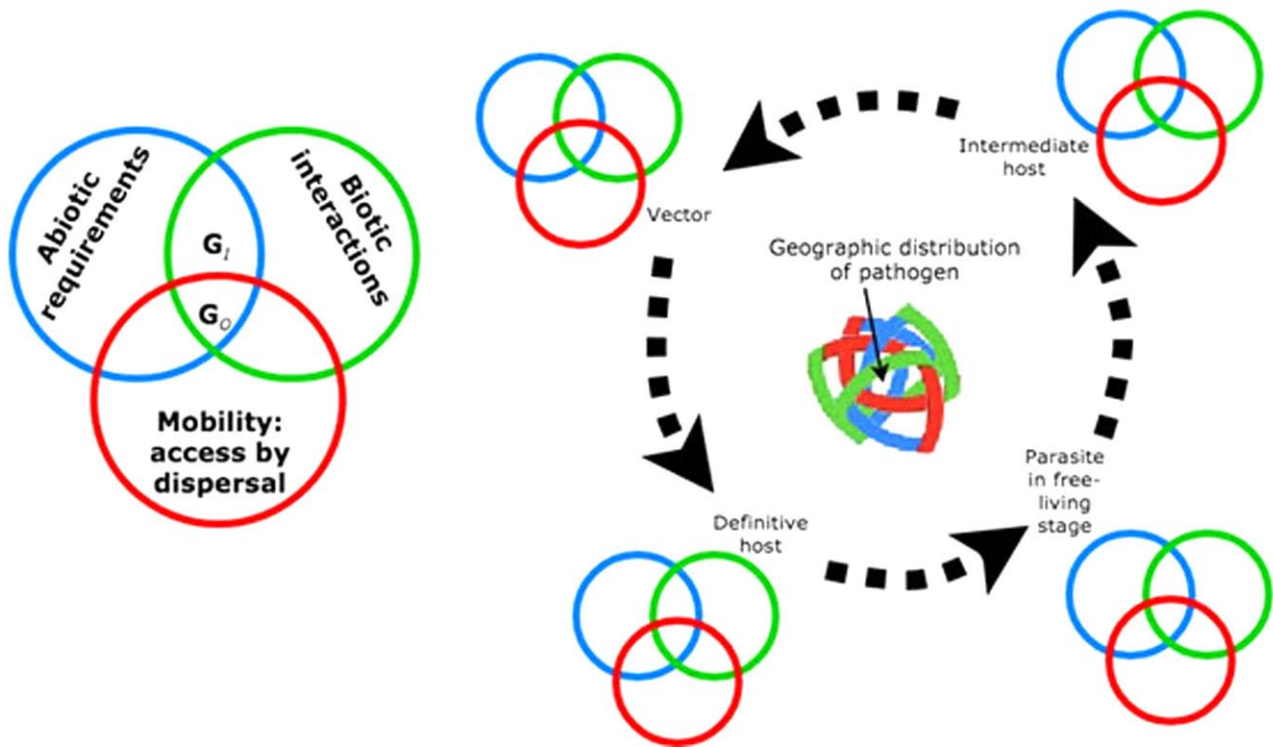 Abiotic
requirements
Biotic
interactions
G_I
G_O
Mobility:
access by
dispersal
Vector
Intermediate
host
Geographic distribution
of pathogen
Parasite
in free-
living
stage
Definitive
host